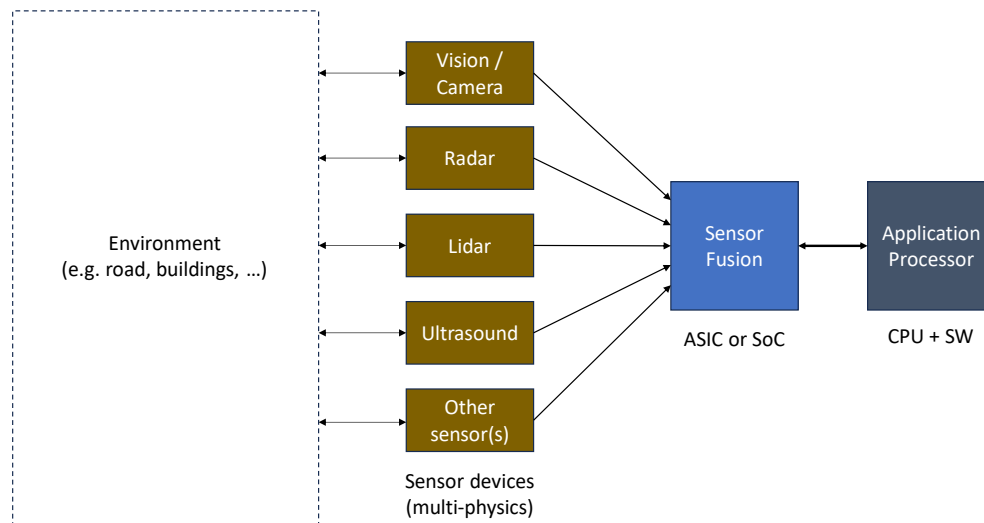 Environment
(e.g. road, buildings, …)
Vision /
Camera
Radar
Lidar
Ultrasound
Other
sensor(s)
Sensor devices
(multi-physics)
Sensor
Fusion
ASIC or SoC
Application
Processor
CPU + SW